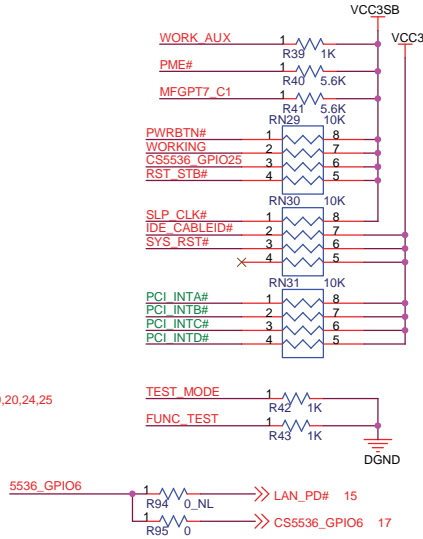 VCC3SB
VCC3
WORK_AUX 1 R39 1K
PME# 1 R40 5.6K
MFGPT7_C1 1 R41 5.6K
RN29 10K
PWRBTN# 1 8
WORKING 2 7
CS5536_GPIO25 3 6
RST_STB# 4 5
RN30 10K
SLP_CLK# 1 8
IDE_CABLEID# 2 7
SYS_RST# 3 6
4 5
RN31 10K
PCI_INTA# 1 8
PCI_INTB# 2 7
PCI_INTC# 3 6
PCI_INTD# 4 5
,20,24,25
TEST_MODE 1 R42 1K
FUNC_TEST 1 R43 1K
DGND
5536_GPIO6 1 R94 0_NL LAN_PD# 15
1 R95 0 CS5536_GPIO6 17